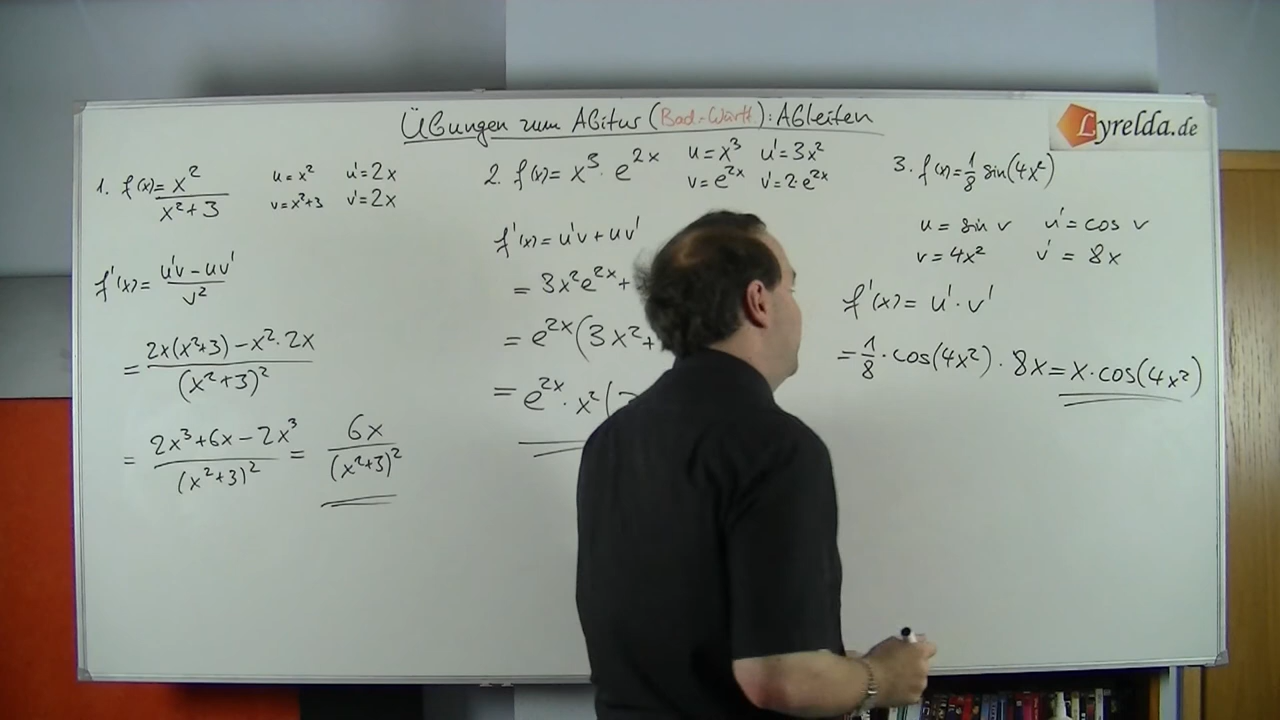 Übungen zum Abitur (Bad-Württ.): Ableiten
Lyrelda.de
1. f(x)= x²/(x²+3)
u=x² u'=2x
v=x²+3 v'=2x
f'(x)= (u'v - uv')/v²
= (2x(x²+3) - x²·2x)/(x²+3)²
= (2x³+6x-2x³)/(x²+3)² = 6x/(x²+3)²
2. f(x)= x³·e^(2x)
u=x³ u'=3x²
v=e^(2x) v'=2·e^(2x)
f'(x)= u'v + uv'
= 3x²e^(2x)+
= e^(2x)(3x²+
= e^(2x)·x²(
3. f(x)=1/8 sin(4x²)
u = sin v u'= cos v
v = 4x² v' = 8x
f'(x)= u'·v'
= 1/8·cos(4x²)·8x = x·cos(4x²)